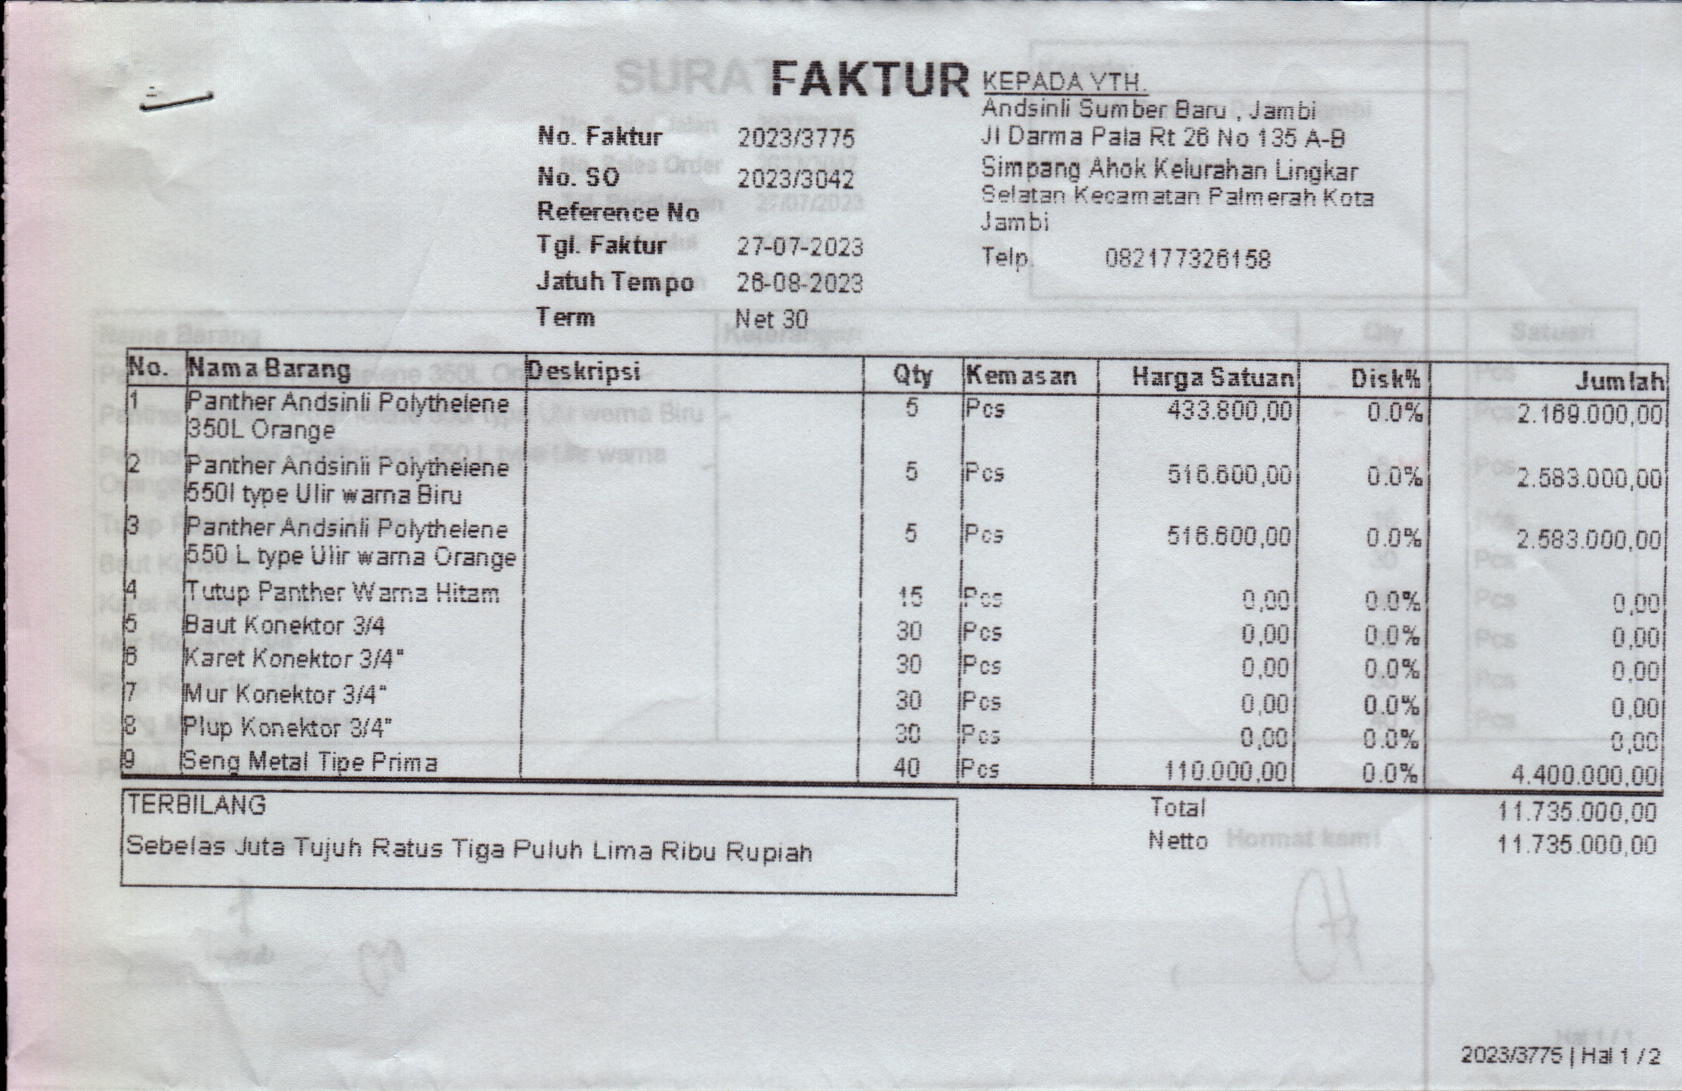 FAKTUR
No. Faktur 2023/3775
No. SO 2023/3042
Reference No
Tgl. Faktur 27-07-2023
Jatuh Tempo 26-08-2023
Term Net 30
KEPADA YTH.
Andsinli Sumber Baru , Jambi
Jl Darma Pala Rt 26 No 135 A-B
Simpang Ahok Kelurahan Lingkar
Selatan Kecamatan Palmerah Kota
Jambi
Telp. 082177326158
No. Nama Barang Deskripsi Qty Kemasan Harga Satuan Disk% Jumlah
1 Panther Andsinli Polythelene 5 Pcs 433.800,00 0.0% 2.169.000,00
350L Orange
2 Panther Andsinli Polythelene 5 Pcs 516.600,00 0.0% 2.583.000,00
550l type Ulir warna Biru
3 Panther Andsinli Polythelene 5 Pcs 516.600,00 0.0% 2.583.000,00
550 L type Ulir warna Orange
4 Tutup Panther Warna Hitam 15 Pcs 0,00 0.0% 0,00
5 Baut Konektor 3/4 30 Pcs 0,00 0.0% 0,00
6 Karet Konektor 3/4" 30 Pcs 0,00 0.0% 0,00
7 Mur Konektor 3/4" 30 Pcs 0,00 0.0% 0,00
8 Plup Konektor 3/4" 30 Pcs 0,00 0.0% 0,00
9 Seng Metal Tipe Prima 40 Pcs 110.000,00 0.0% 4.400.000,00
TERBILANG
Sebelas Juta Tujuh Ratus Tiga Puluh Lima Ribu Rupiah
Total 11.735.000,00
Netto 11.735.000,00
Hormat kami
2023/3775 | Hal 1 / 2